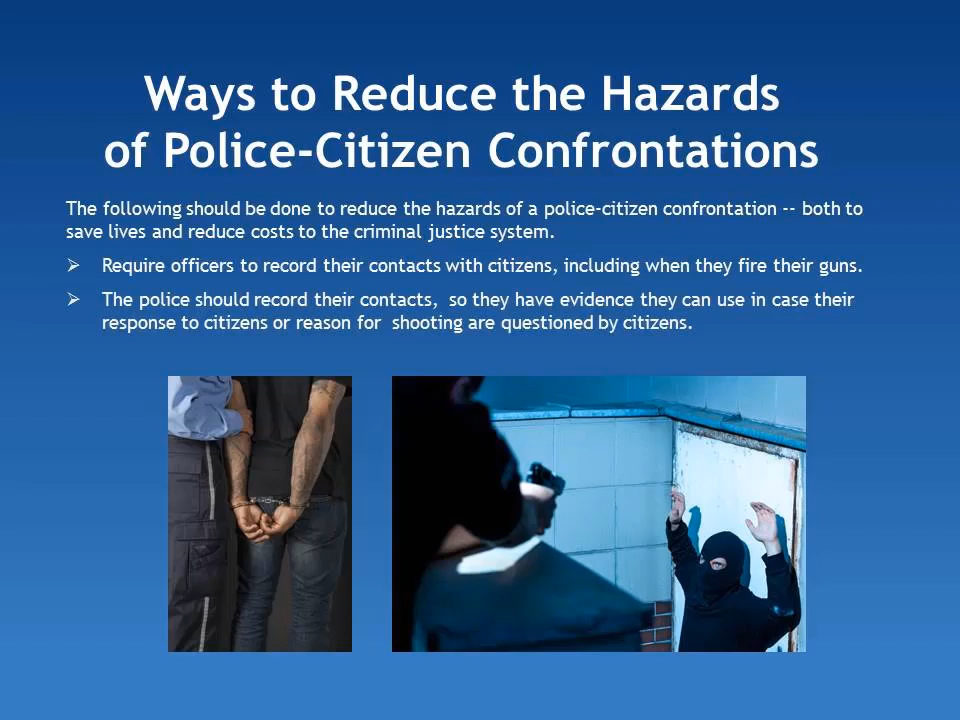 Ways to Reduce the Hazards
of Police-Citizen Confrontations
The following should be done to reduce the hazards of a police-citizen confrontation -- both to
save lives and reduce costs to the criminal justice system.
➢ Require officers to record their contacts with citizens, including when they fire their guns.
➢ The police should record their contacts,  so they have evidence they can use in case their
response to citizens or reason for  shooting are questioned by citizens.